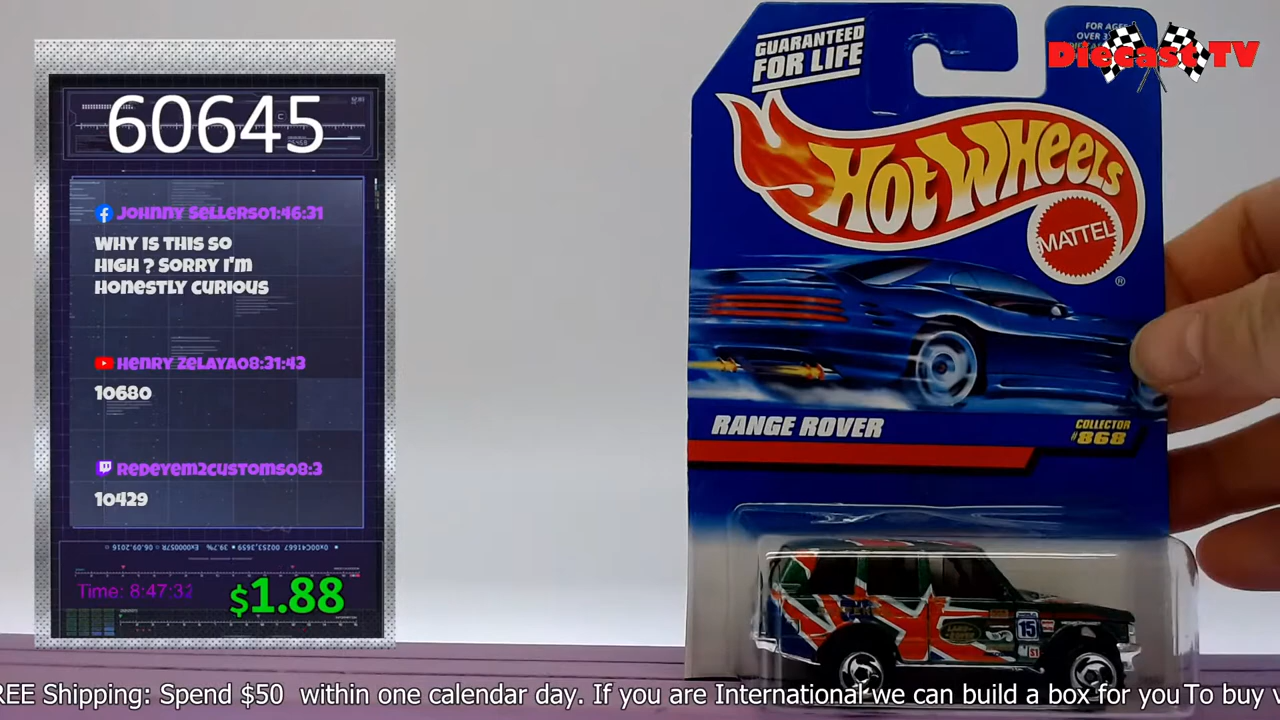 60645
Johnny Sellers01:46:31
WHY IS THIS SO
HIGH ? SORRY I'M
HONESTLY CURIOUS
Henry Zelaya08:31:43
10680
RedEyeM2Customs08:3
10429
Time: 8:47:32
$1.88
GUARANTEED
FOR LIFE
FOR AGES
OVER 3
Diecast TV
HOT WHEELS
MATTEL
®
RANGE ROVER
COLLECTOR
#868
15
REE Shipping: Spend $50 within one calendar day. If you are International we can build a box for you To buy